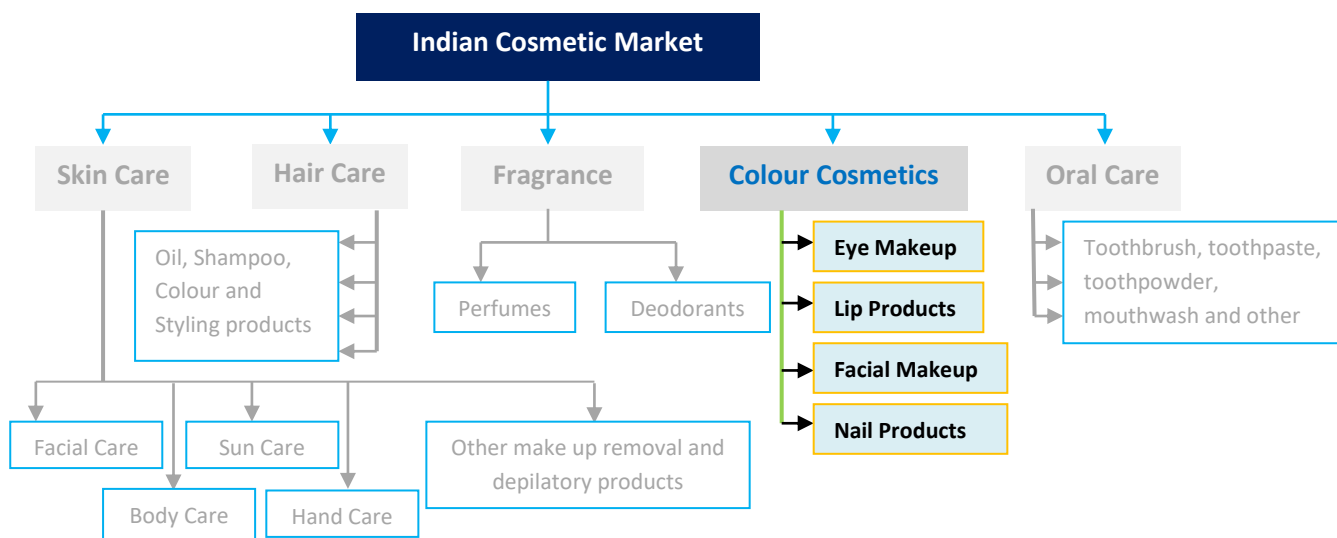 Indian Cosmetic Market
Skin Care
Hair Care
Fragrance
Colour Cosmetics
Oral Care
Oil, Shampoo,
Colour and
Styling products
Perfumes
Deodorants
Eye Makeup
Lip Products
Facial Makeup
Nail Products
Toothbrush, toothpaste,
toothpowder,
mouthwash and other
Facial Care
Body Care
Sun Care
Hand Care
Other make up removal and
depilatory products